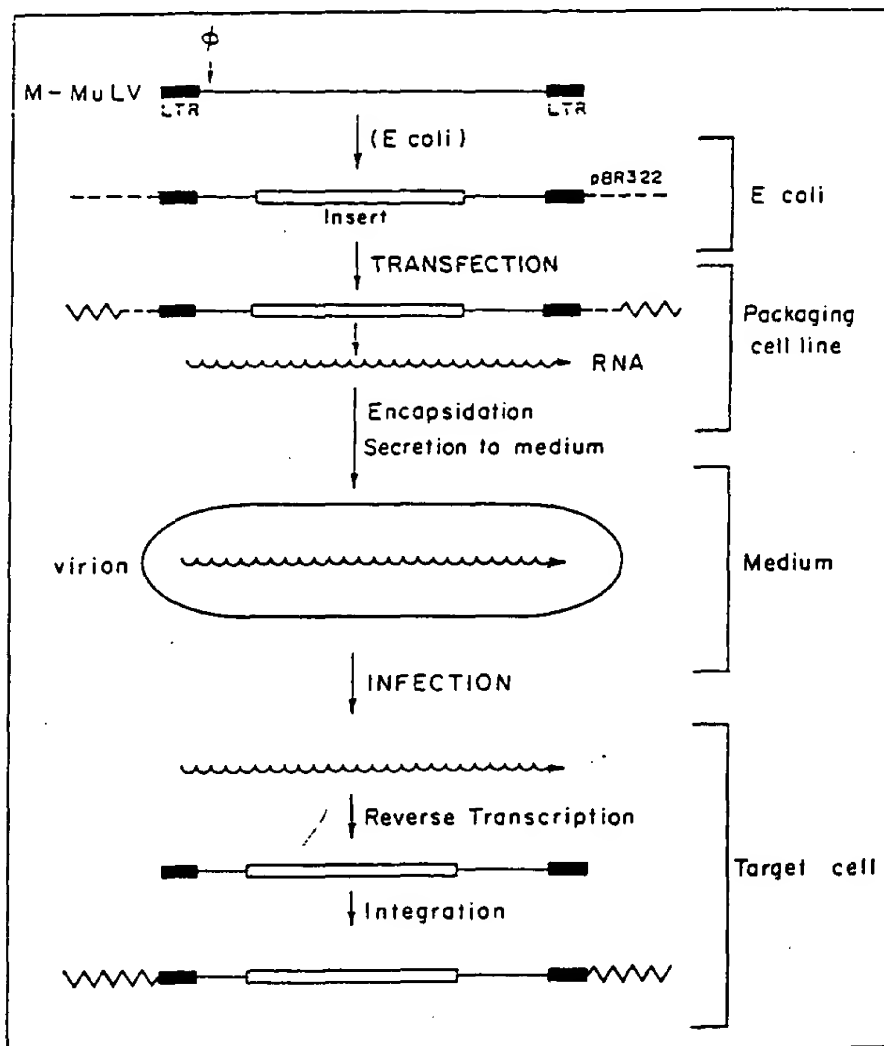 ϕ
M-MuLV
LTR
LTR
(E coli)
pBR322
Insert
E coli
TRANSFECTION
Packaging
cell line
RNA
Encapsidation
Secretion to medium
virion
Medium
INFECTION
Reverse Transcription
Target cell
Integration